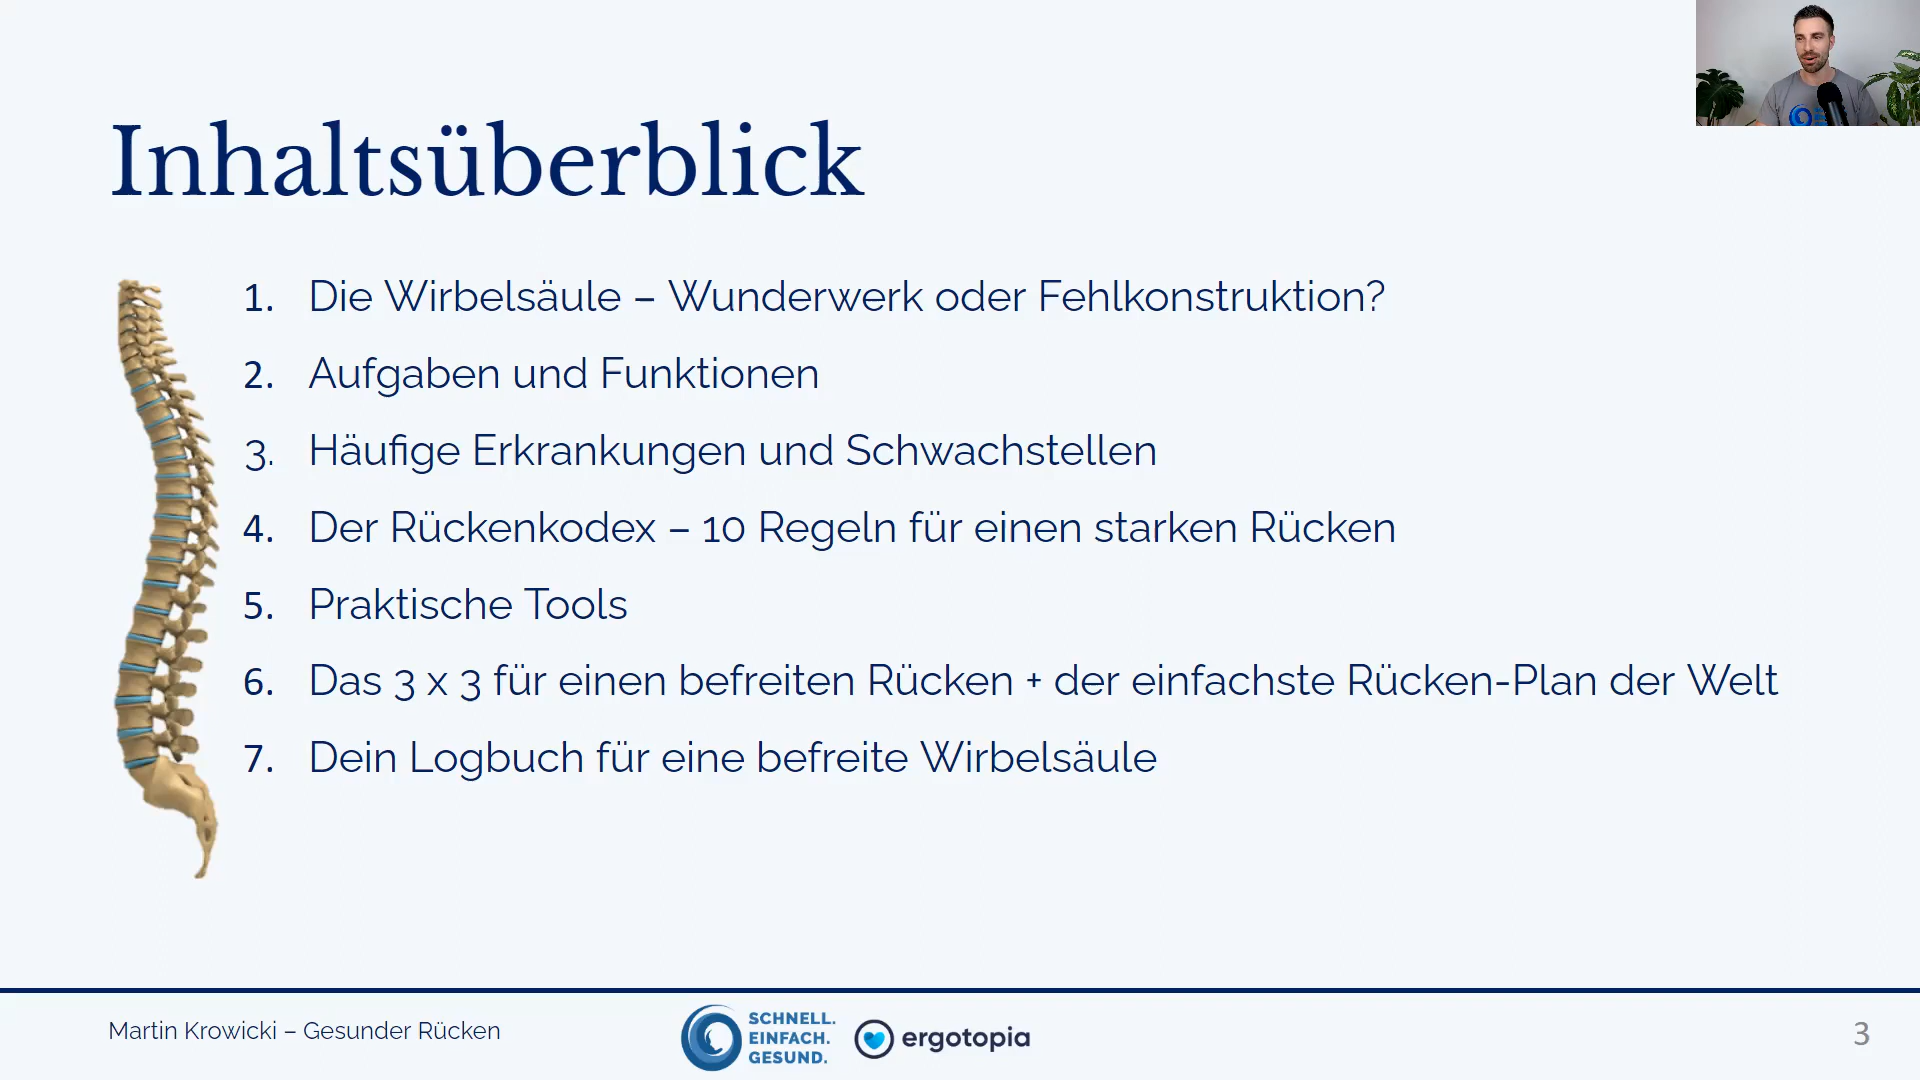 Inhaltsüberblick
1. Die Wirbelsäule – Wunderwerk oder Fehlkonstruktion?
2. Aufgaben und Funktionen
3. Häufige Erkrankungen und Schwachstellen
4. Der Rückenkodex – 10 Regeln für einen starken Rücken
5. Praktische Tools
6. Das 3 x 3 für einen befreiten Rücken + der einfachste Rücken-Plan der Welt
7. Dein Logbuch für eine befreite Wirbelsäule
Martin Krowicki – Gesunder Rücken
SCHNELL.
EINFACH.
GESUND.
ergotopia
3